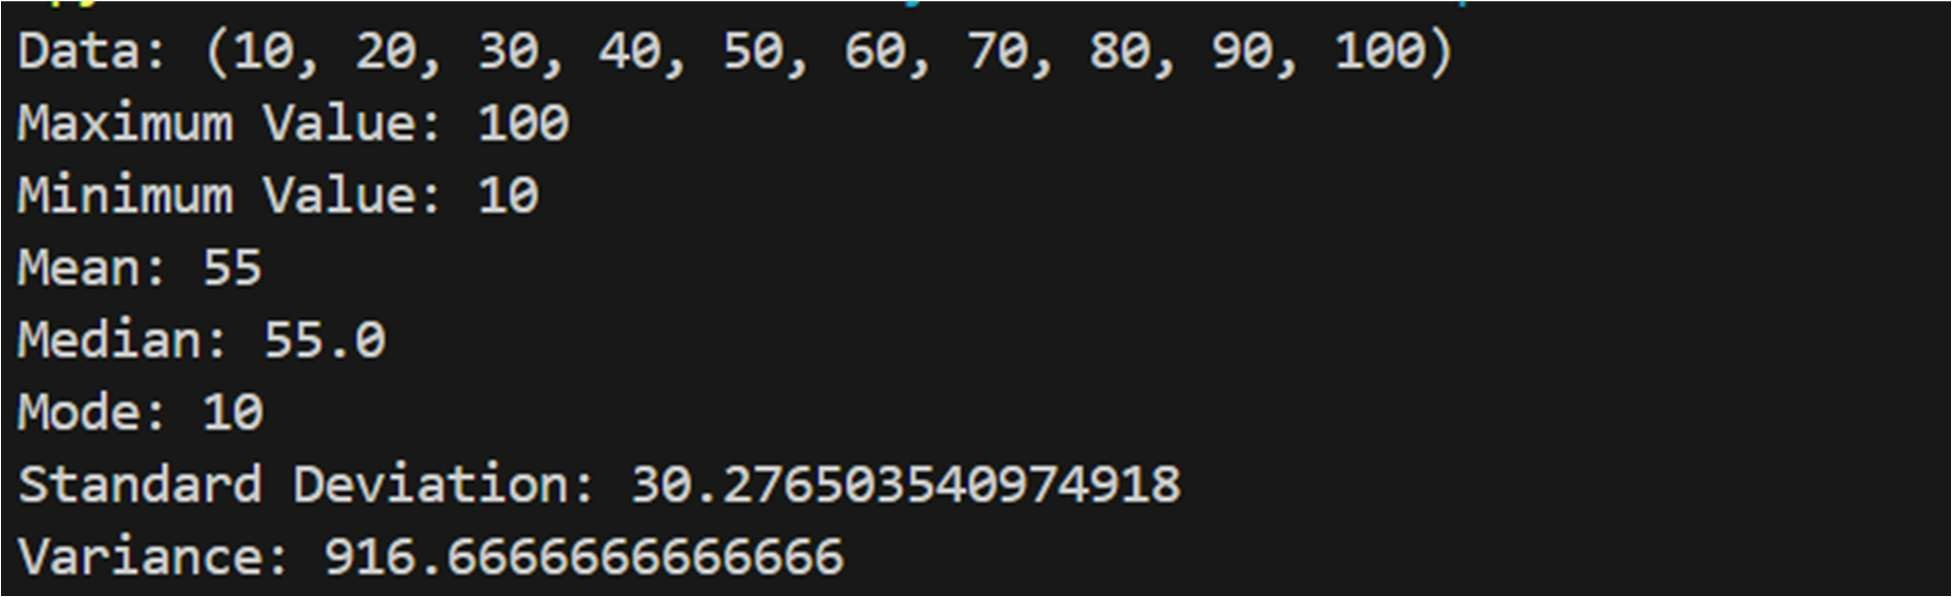 Data: (10, 20, 30, 40, 50, 60, 70, 80, 90, 100)
Maximum Value: 100
Minimum Value: 10
Mean: 55
Median: 55.0
Mode: 10
Standard Deviation: 30.276503540974918
Variance: 916.6666666666666